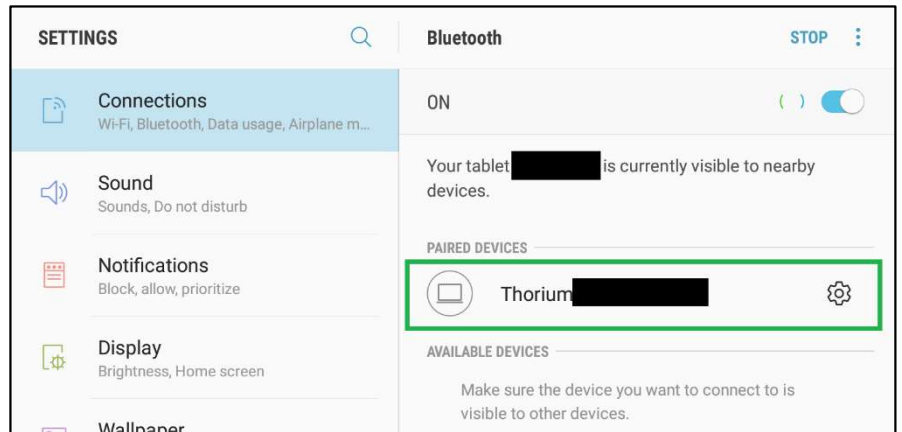 SETTINGS
Connections
Wi-Fi, Bluetooth, Data usage, Airplane m...
Sound
Sounds, Do not disturb
Notifications
Block, allow, prioritize
Display
Brightness, Home screen
Wallpaper
Bluetooth
STOP
ON
Your tablet is currently visible to nearby
devices.
PAIRED DEVICES
Thorium
AVAILABLE DEVICES
Make sure the device you want to connect to is
visible to other devices.